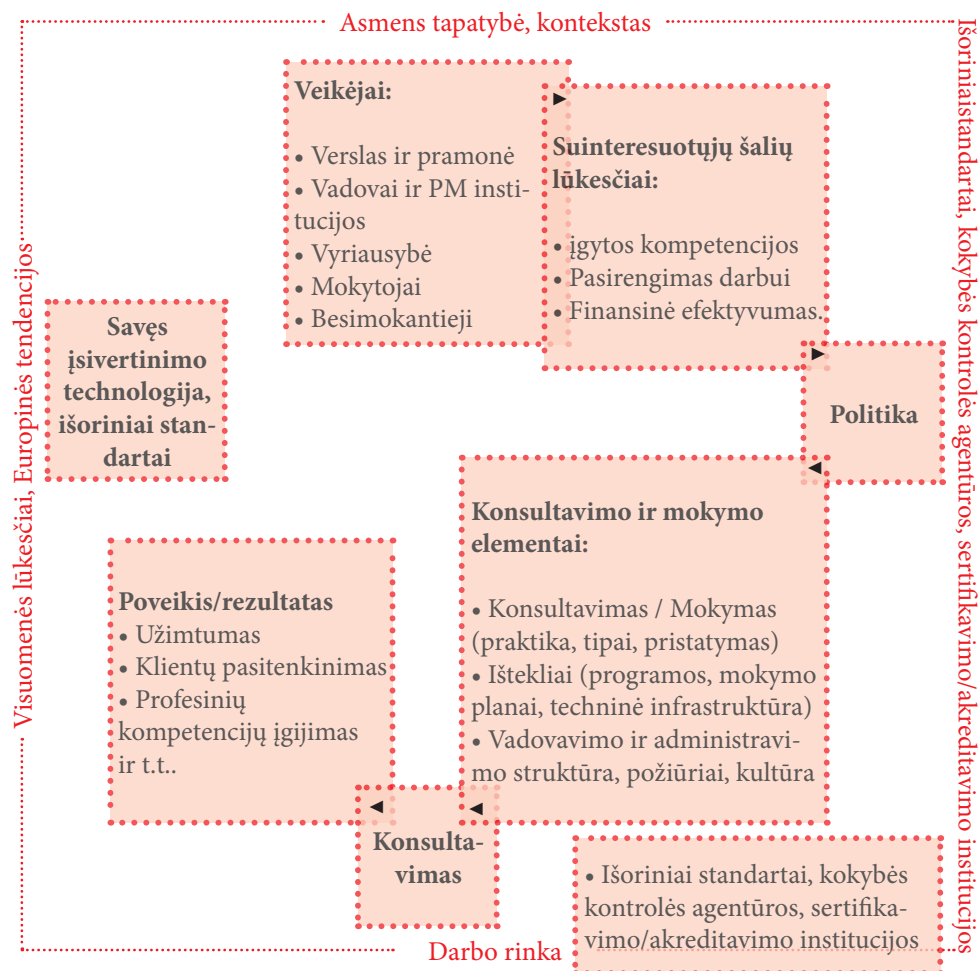 Asmens tapatybė, kontekstas
Veikėjai:
• Verslas ir pramonė
• Vadovai ir PM insti-
tucijos
• Vyriausybė
• Mokytojai
• Besimokantieji
Suinteresuotųjų šalių
lūkesčiai:
• įgytos kompetencijos
• Pasirengimas darbui
• Finansinė efektyvumas.
Išoriniaistandartai, kokybės kontrolės agentūros, sertifikavimo/akreditavimo institucijos
Visuomenės lūkesčiai, Europinės tendencijos
Savęs
įsivertinimo
technologija,
išoriniai stan-
dartai
Politika
Konsultavimo ir mokymo
elementai:
• Konsultavimas / Mokymas
(praktika, tipai, pristatymas)
• Ištekliai (programos, mokymo
planai, techninė infrastruktūra)
• Vadovavimo ir administravi-
mo struktūra, požiūriai, kultūra
Poveikis/rezultatas
• Užimtumas
• Klientų pasitenkinimas
• Profesinių
kompetencijų įgijimas
ir t.t..
Konsulta-
vimas
• Išoriniai standartai, kokybės
kontrolės agentūros, sertifika-
vimo/akreditavimo institucijos
Darbo rinka